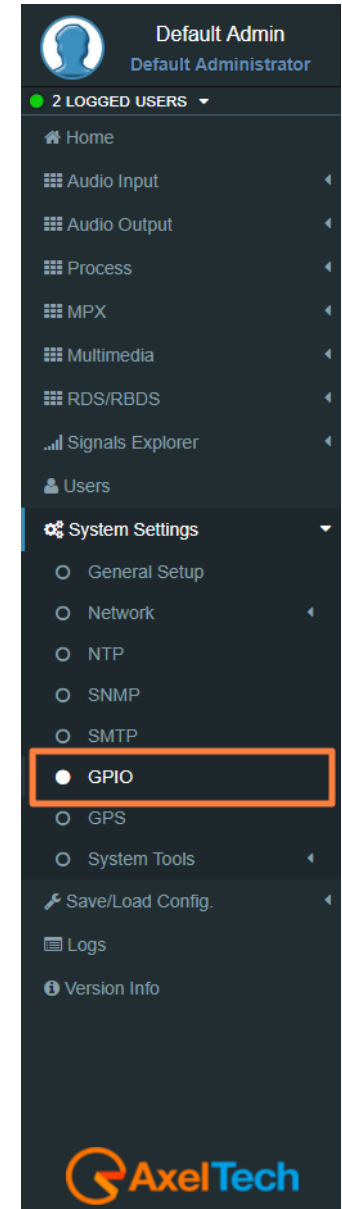 Default Admin
Default Administrator
2 LOGGED USERS
Home
Audio Input
Audio Output
Process
MPX
Multimedia
RDS/RBDS
Signals Explorer
Users
System Settings
General Setup
Network
NTP
SNMP
SMTP
GPIO
GPS
System Tools
Save/Load Config.
Logs
Version Info
AxelTech